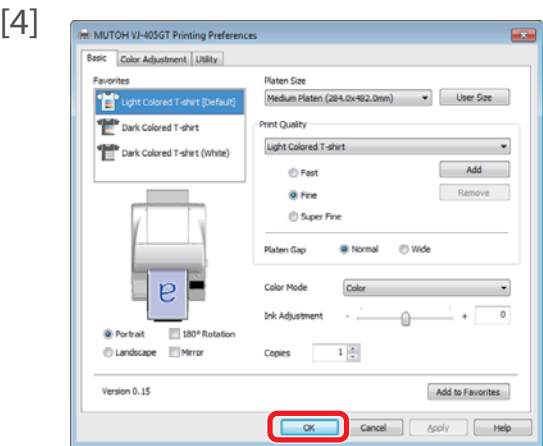 [4]
MUTOH VJ-405GT Printing Preferences
Basic Color Adjustment Utility
Favorites
Light Colored T-shirt [Default]
Dark Colored T-shirt
Dark Colored T-shirt (White)
Platen Size
Medium Platen (284.0x482.0mm) User Size
Print Quality
Light Colored T-shirt
Fast Add
Fine Remove
Super Fine
Platen Gap Normal Wide
a
Color Mode Color
Ink Adjustment - + 0
Portrait 180° Rotation
Landscape Mirror
Copies 1
Version 0.15 Add to Favorites
OK Cancel Apply Help